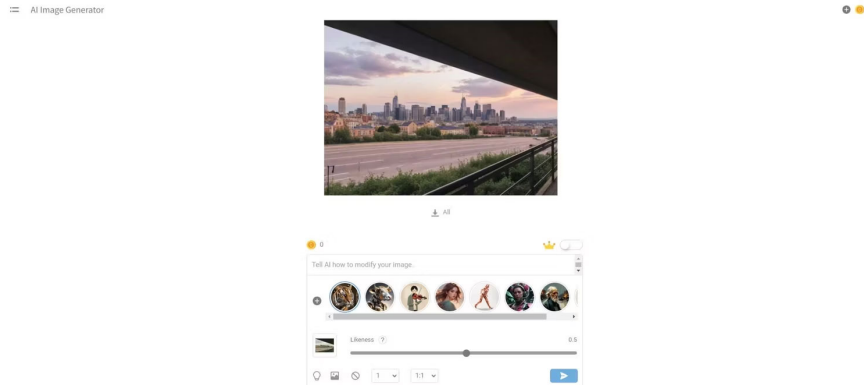 AI Image Generator
All
0
Tell AI how to modify your image.
Likeness ? 0.5
1 1:1